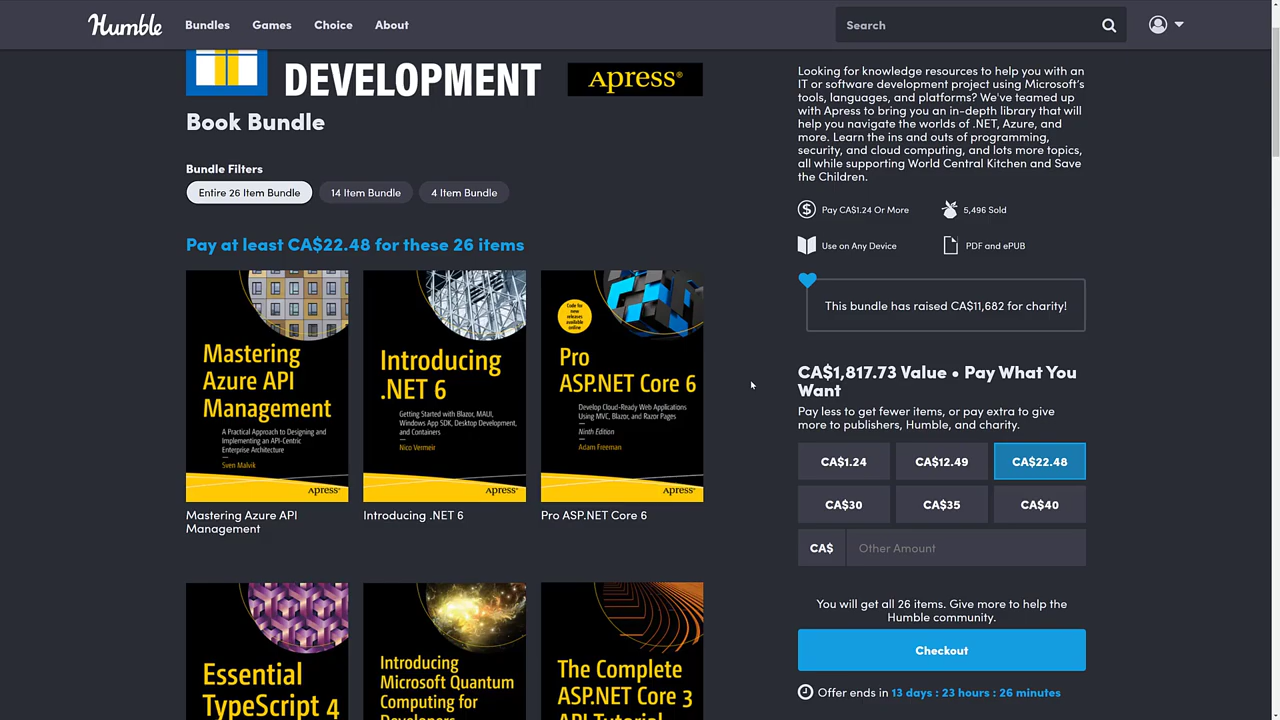 Humble
Bundles
Games
Choice
About
Search
DEVELOPMENT
Apress®
Book Bundle
Bundle Filters
Entire 26 Item Bundle
14 Item Bundle
4 Item Bundle
Pay at least CA$22.48 for these 26 items
Mastering
Azure API
Management
A Practical Approach to Designing and
Implementing an API-Centric
Enterprise Architecture
Sven Malvik
Apress®
Mastering Azure API
Management
Introducing
.NET 6
Getting Started with Blazor, MAUI,
Windows App SDK, Desktop Development,
and Containers
Nico Vermeir
Apress®
Introducing .NET 6
Code for
new
releases
available
online
Pro
ASP.NET Core 6
Develop Cloud-Ready Web Applications
Using MVC, Blazor, and Razor Pages
Ninth Edition
Adam Freeman
Apress®
Pro ASP.NET Core 6
Essential
TypeScript 4
Introducing
Microsoft Quantum
Computing for
Developers
The Complete
ASP.NET Core 3
API Tutorial
Looking for knowledge resources to help you with an
IT or software development project using Microsoft's
tools, languages, and platforms? We've teamed up
with Apress to bring you an in-depth library that will
help you navigate the worlds of .NET, Azure, and
more. Learn the ins and outs of programming,
security, and cloud computing, and lots more topics,
all while supporting World Central Kitchen and Save
the Children.
Pay CA$1.24 Or More
5,496 Sold
Use on Any Device
PDF and ePUB
This bundle has raised CA$11,682 for charity!
CA$1,817.73 Value • Pay What You
Want
Pay less to get fewer items, or pay extra to give
more to publishers, Humble, and charity.
CA$1.24
CA$12.49
CA$22.48
CA$30
CA$35
CA$40
CA$
Other Amount
You will get all 26 items. Give more to help the
Humble community.
Checkout
Offer ends in 13 days : 23 hours : 26 minutes